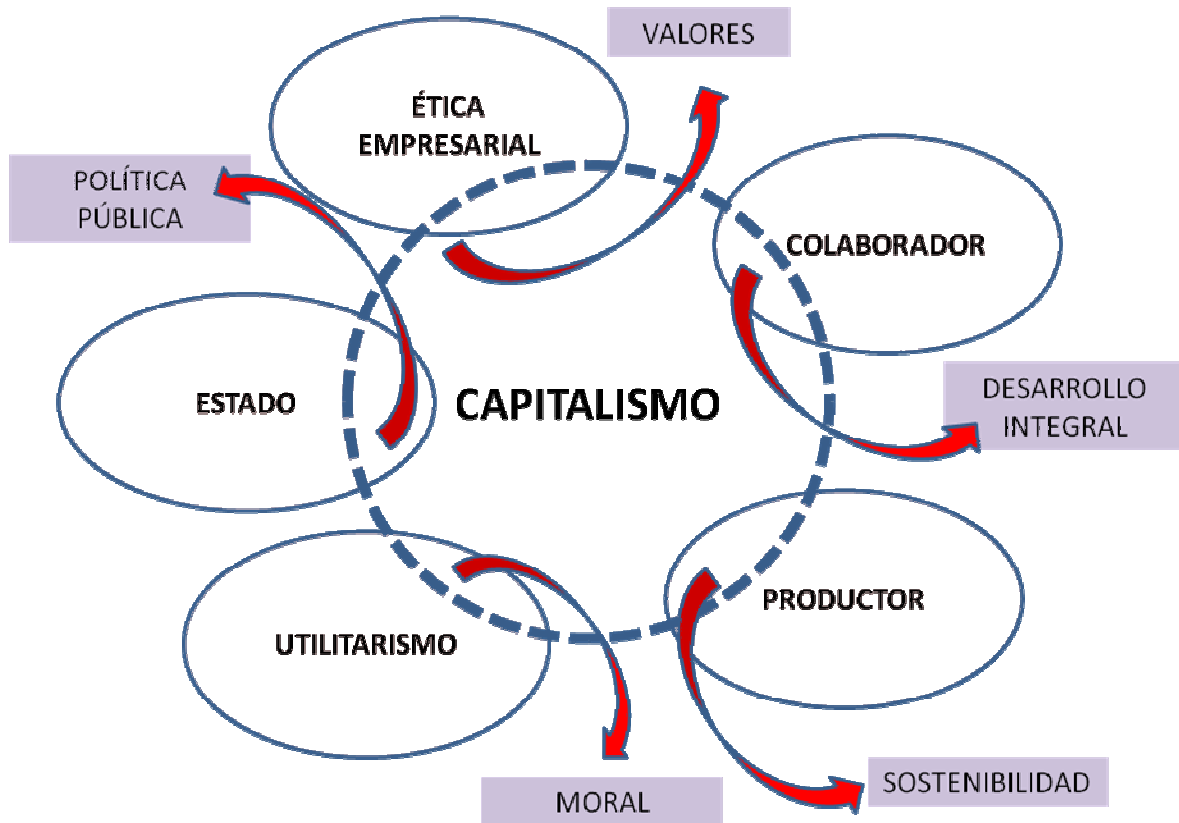 VALORES
ÉTICA
EMPRESARIAL
POLÍTICA
PÚBLICA
COLABORADOR
ESTADO
CAPITALISMO
DESARROLLO
INTEGRAL
PRODUCTOR
UTILITARISMO
SOSTENIBILIDAD
MORAL